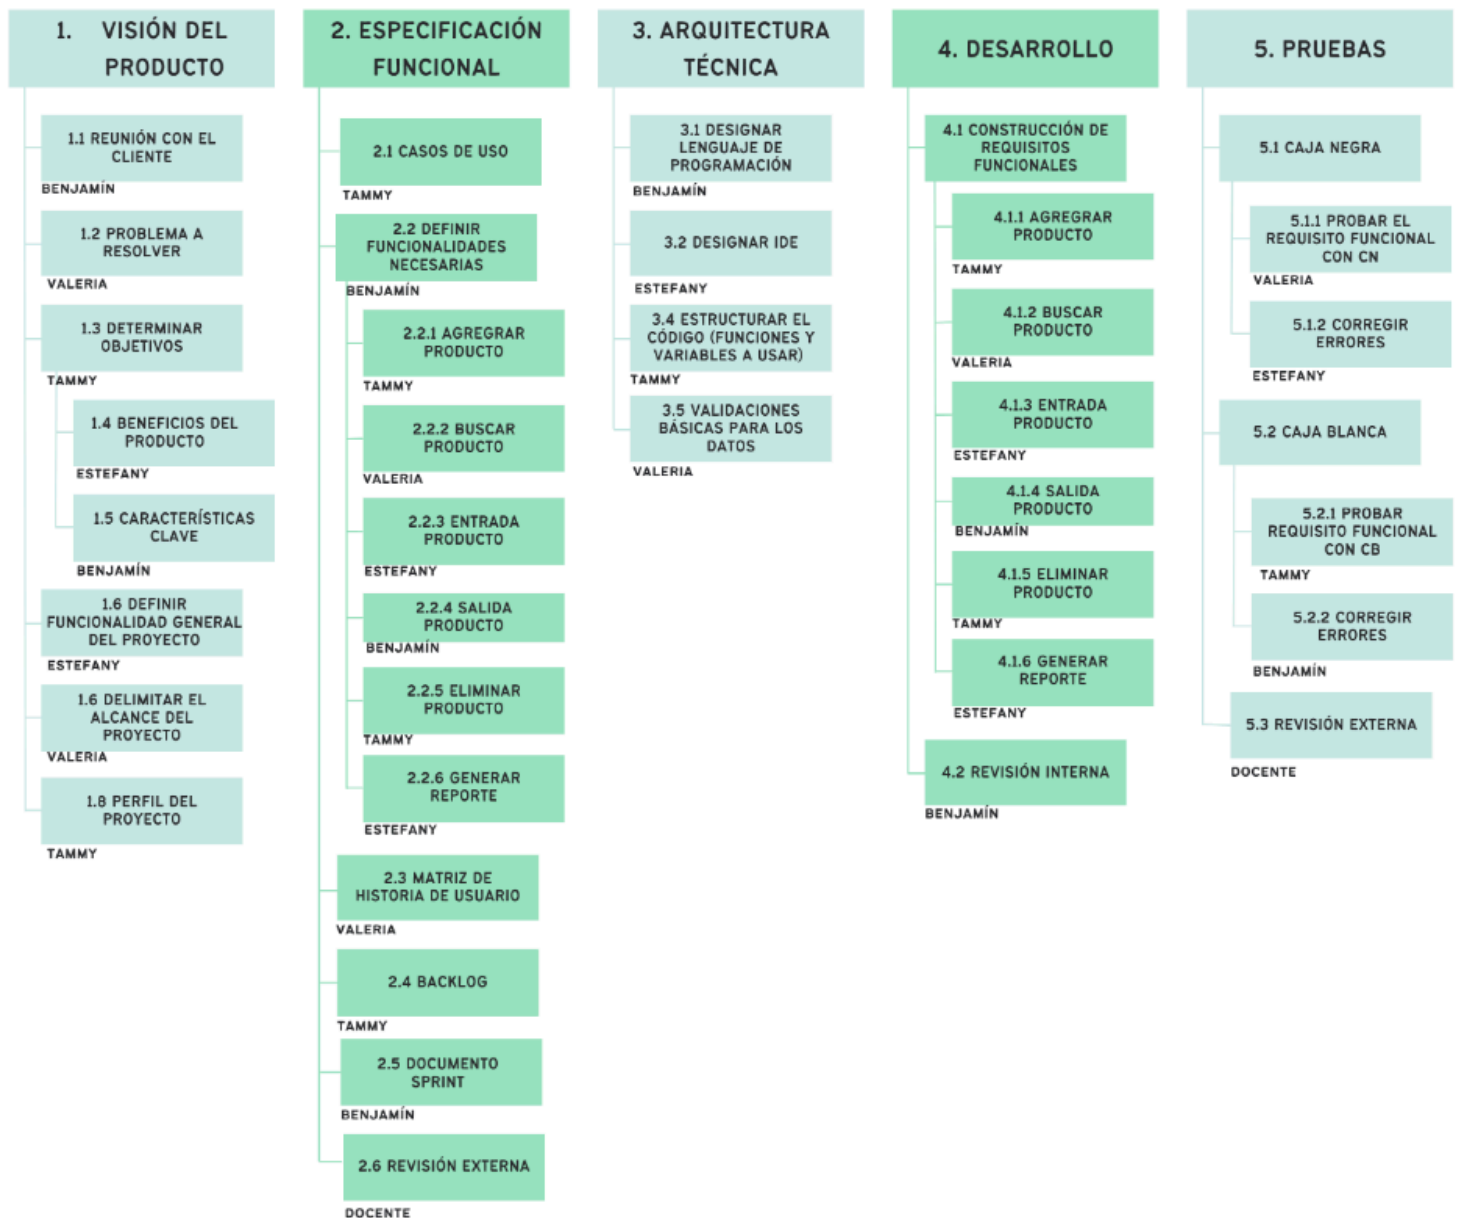 1. VISIÓN DEL
PRODUCTO
1.1 REUNIÓN CON EL
CLIENTE
BENJAMÍN
1.2 PROBLEMA A
RESOLVER
VALERIA
1.3 DETERMINAR
OBJETIVOS
TAMMY
1.4 BENEFICIOS DEL
PRODUCTO
ESTEFANY
1.5 CARACTERÍSTICAS
CLAVE
BENJAMÍN
1.6 DEFINIR
FUNCIONALIDAD GENERAL
DEL PROYECTO
ESTEFANY
1.6 DELIMITAR EL
ALCANCE DEL
PROYECTO
VALERIA
1.8 PERFIL DEL
PROYECTO
TAMMY
2. ESPECIFICACIÓN
FUNCIONAL
2.1 CASOS DE USO
TAMMY
2.2 DEFINIR
FUNCIONALIDADES
NECESARIAS
BENJAMÍN
2.2.1 AGREGRAR
PRODUCTO
TAMMY
2.2.2 BUSCAR
PRODUCTO
VALERIA
2.2.3 ENTRADA
PRODUCTO
ESTEFANY
2.2.4 SALIDA
PRODUCTO
BENJAMÍN
2.2.5 ELIMINAR
PRODUCTO
TAMMY
2.2.6 GENERAR
REPORTE
ESTEFANY
2.3 MATRIZ DE
HISTORIA DE USUARIO
VALERIA
2.4 BACKLOG
TAMMY
2.5 DOCUMENTO
SPRINT
BENJAMÍN
2.6 REVISIÓN EXTERNA
DOCENTE
3. ARQUITECTURA
TÉCNICA
3.1 DESIGNAR
LENGUAJE DE
PROGRAMACIÓN
BENJAMÍN
3.2 DESIGNAR IDE
ESTEFANY
3.4 ESTRUCTURAR EL
CÓDIGO (FUNCIONES Y
VARIABLES A USAR)
TAMMY
3.5 VALIDACIONES
BÁSICAS PARA LOS
DATOS
VALERIA
4. DESARROLLO
4.1 CONSTRUCCIÓN DE
REQUISITOS
FUNCIONALES
4.1.1 AGREGRAR
PRODUCTO
TAMMY
4.1.2 BUSCAR
PRODUCTO
VALERIA
4.1.3 ENTRADA
PRODUCTO
ESTEFANY
4.1.4 SALIDA
PRODUCTO
BENJAMÍN
4.1.5 ELIMINAR
PRODUCTO
TAMMY
4.1.6 GENERAR
REPORTE
ESTEFANY
4.2 REVISIÓN INTERNA
BENJAMÍN
5. PRUEBAS
5.1 CAJA NEGRA
5.1.1 PROBAR EL
REQUISITO FUNCIONAL
CON CN
VALERIA
5.1.2 CORREGIR
ERRORES
ESTEFANY
5.2 CAJA BLANCA
5.2.1 PROBAR
REQUISITO FUNCIONAL
CON CB
TAMMY
5.2.2 CORREGIR
ERRORES
BENJAMÍN
5.3 REVISIÓN EXTERNA
DOCENTE